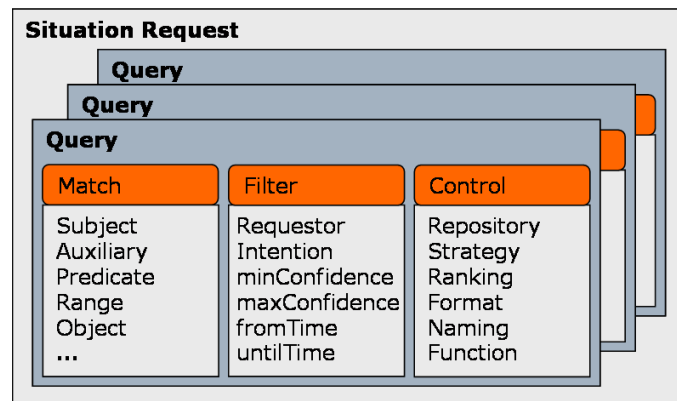 Situation Request
Query
Query
Query
Match
Subject
Auxiliary
Predicate
Range
Object
...
Filter
Requestor
Intention
minConfidence
maxConfidence
fromTime
untilTime
Control
Repository
Strategy
Ranking
Format
Naming
Function